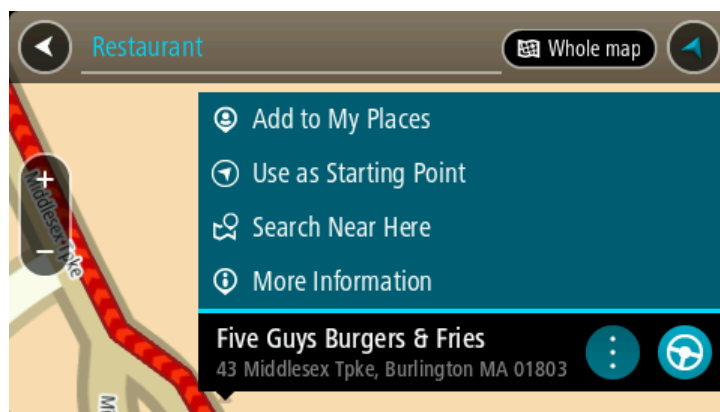 Restaurant
Whole map
Add to My Places
Use as Starting Point
Search Near Here
More Information
Five Guys Burgers & Fries
43 Middlesex Tpke, Burlington MA 01803
+
−
Middlesex Tpke
Mi